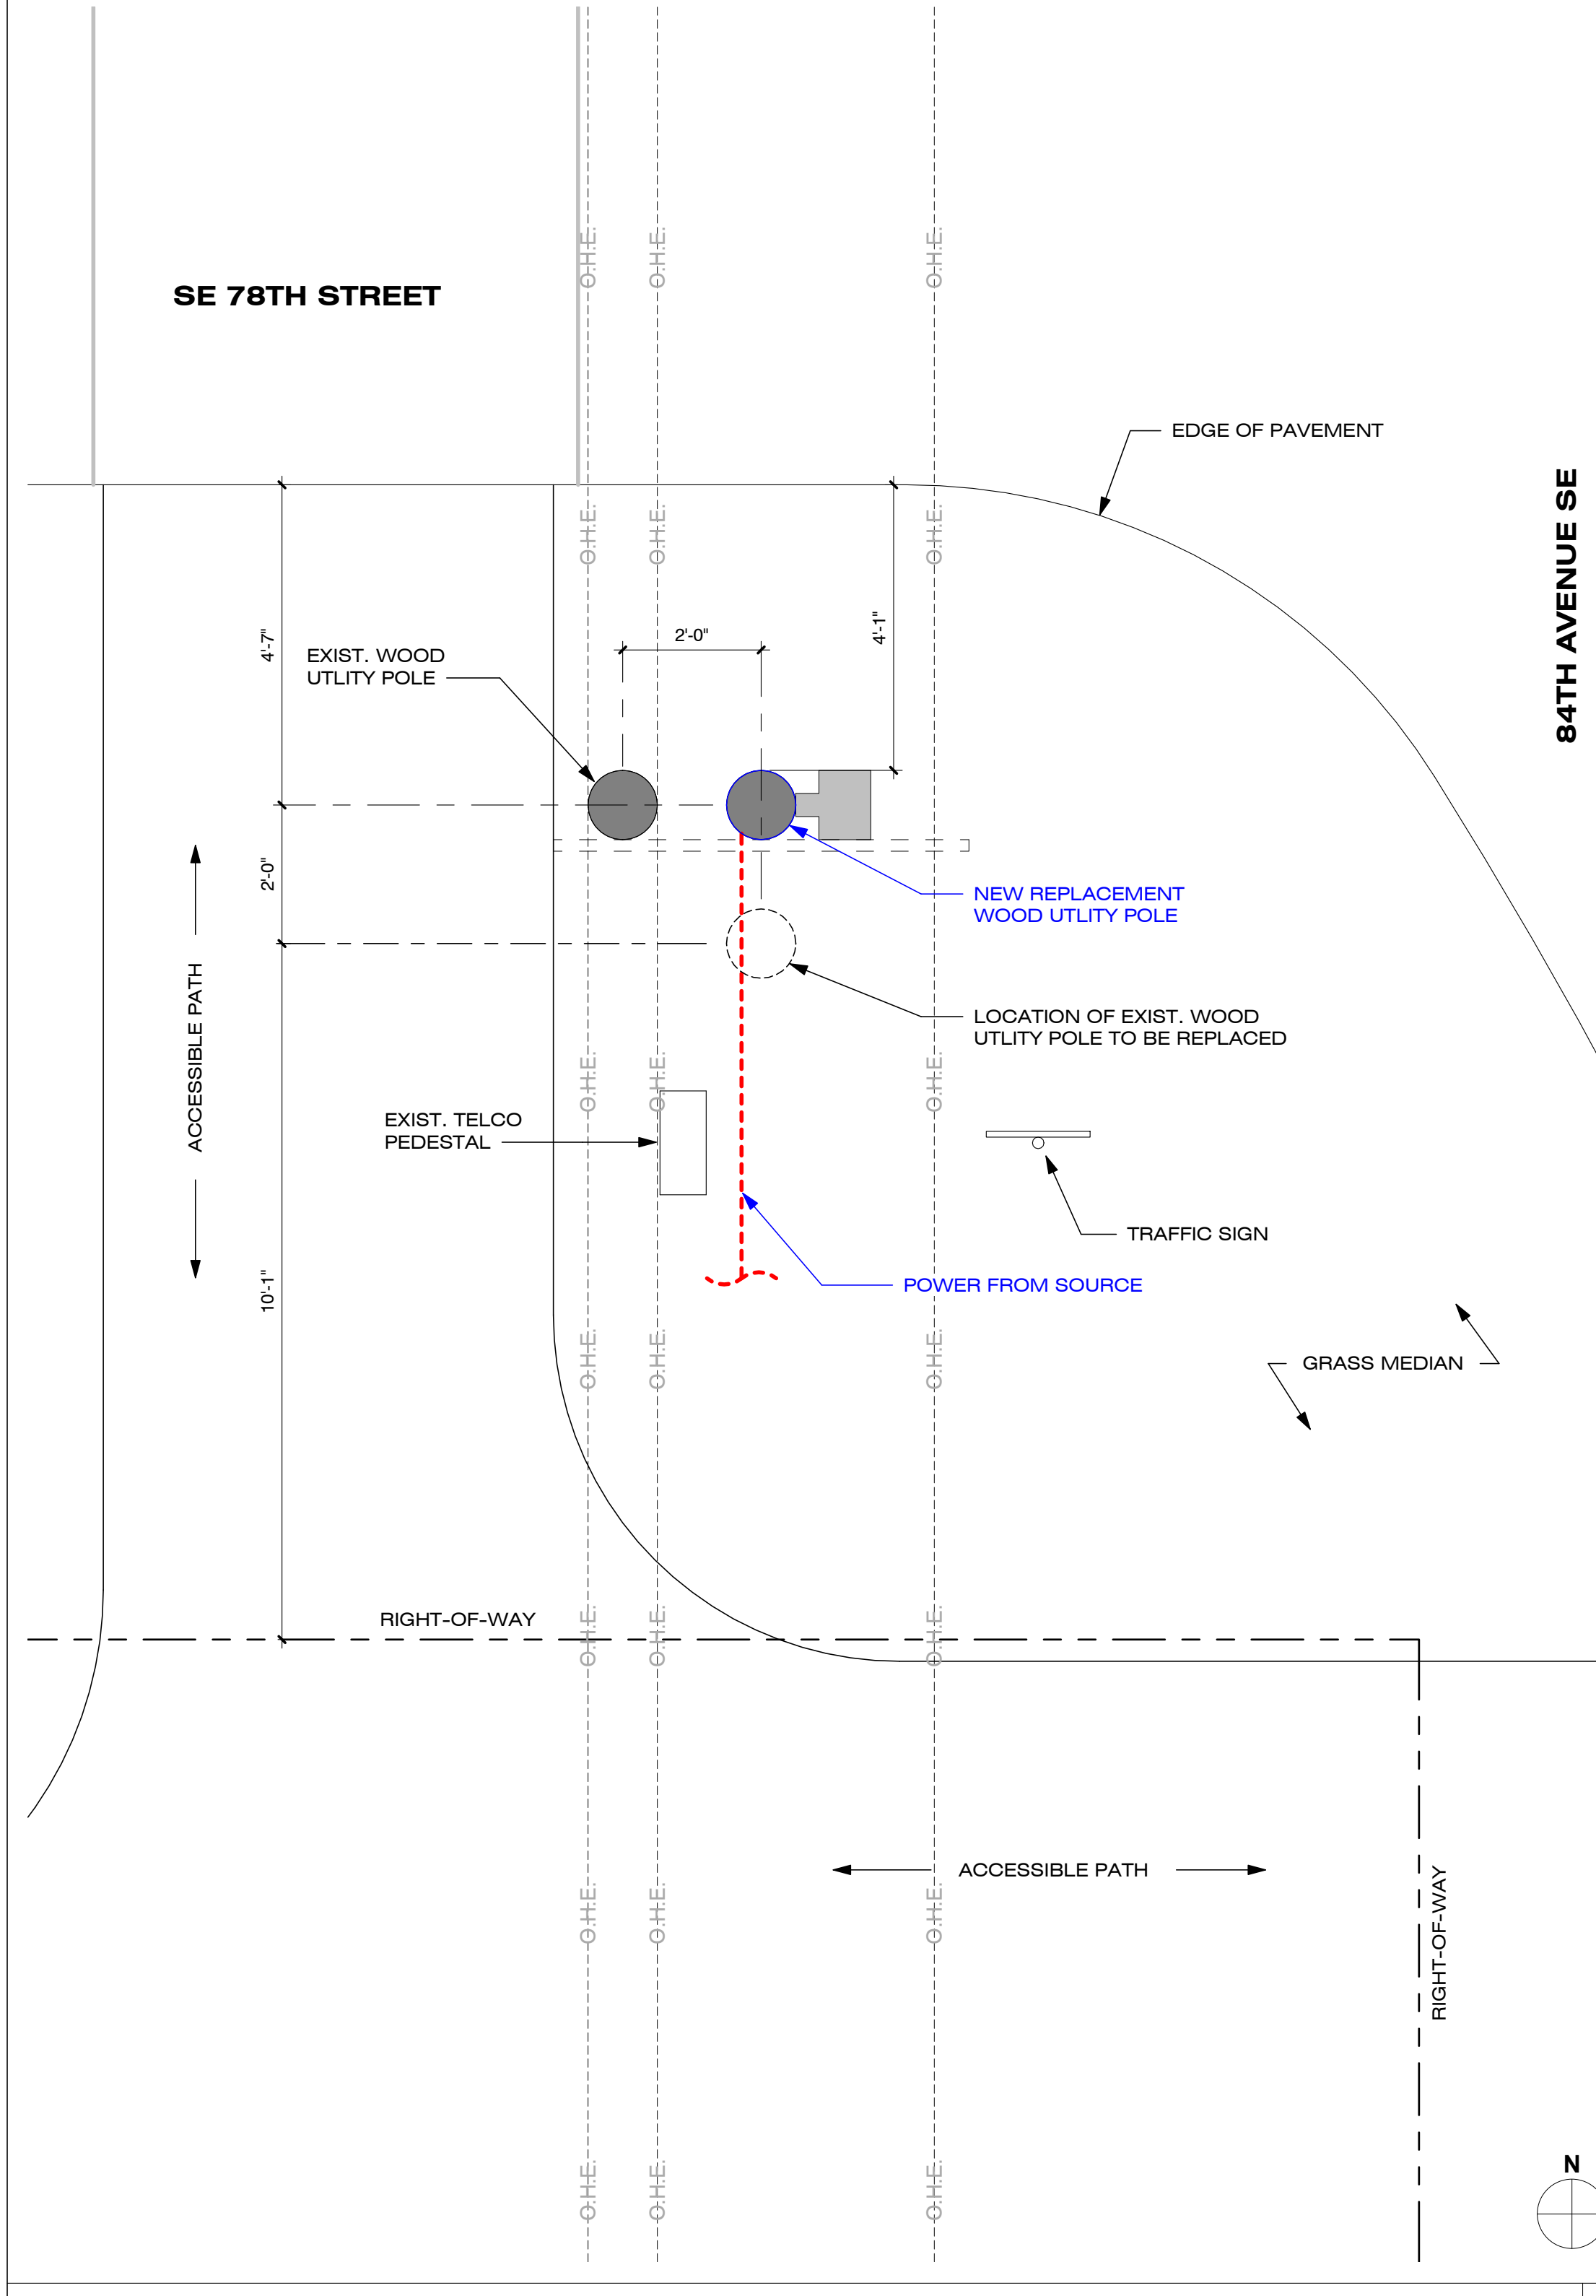 O.H.E.
O.H.E.
O.H.E.
SE 78TH STREET
EDGE OF PAVEMENT
84TH AVENUE SE
O.H.E.
O.H.E.
O.H.E.
4'-7"
2'-0"
4'-1"
EXIST. WOOD
UTLITY POLE
2'-0"
NEW REPLACEMENT
WOOD UTLITY POLE
ACCESSIBLE PATH
LOCATION OF EXIST. WOOD
UTLITY POLE TO BE REPLACED
O.H.E.
O.H.E.
O.H.E.
EXIST. TELCO
PEDESTAL
TRAFFIC SIGN
10'-1"
POWER FROM SOURCE
O.H.E.
O.H.E.
O.H.E.
GRASS MEDIAN
RIGHT-OF-WAY
O.H.E.
O.H.E.
O.H.E.
ACCESSIBLE PATH
RIGHT-OF-WAY
O.H.E.
O.H.E.
O.H.E.
N
O.H.E.
O.H.E.
O.H.E.